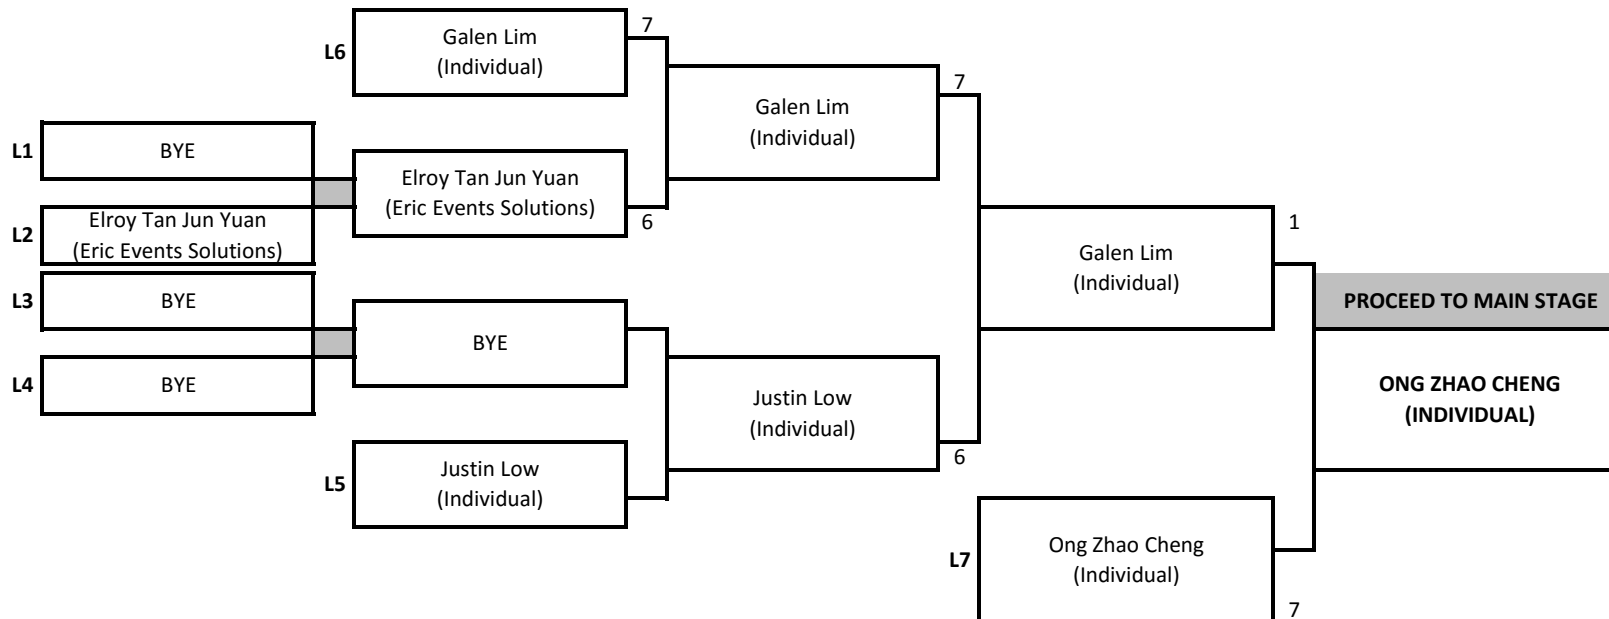 L6
Galen Lim
(Individual)
7
L1
BYE
L2
Elroy Tan Jun Yuan
(Eric Events Solutions)
Elroy Tan Jun Yuan
(Eric Events Solutions)
6
Galen Lim
(Individual)
7
L3
BYE
L4
BYE
BYE
L5
Justin Low
(Individual)
Justin Low
(Individual)
6
Galen Lim
(Individual)
1
L7
Ong Zhao Cheng
(Individual)
7
PROCEED TO MAIN STAGE
ONG ZHAO CHENG
(INDIVIDUAL)